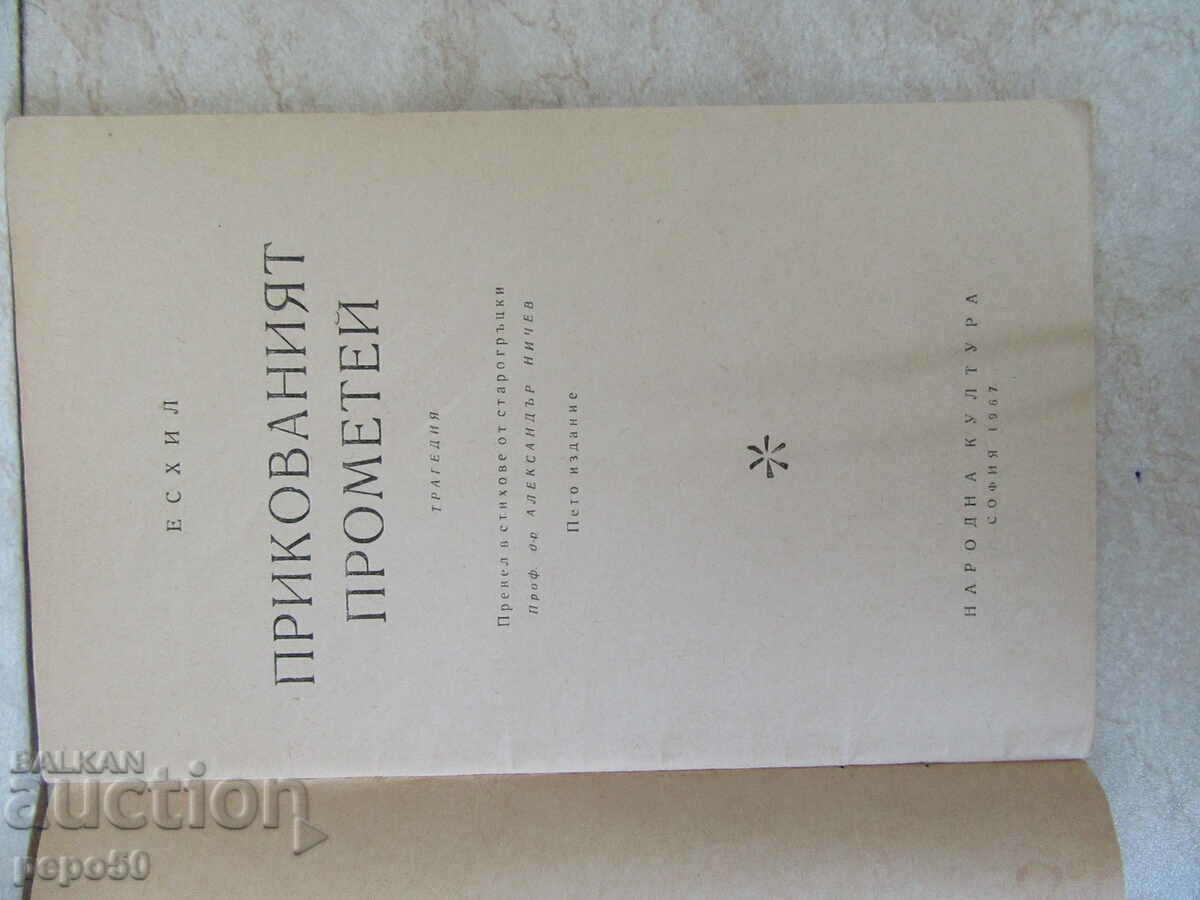 ЕСХИЛ
ПРИКОВАНИЯТ
ПРОМЕТЕЙ
ТРАГЕДИЯ
Превел в стихове от старогръцки
Проф. д-р АЛЕКСАНДЪР НИЧЕВ
Пето издание
НАРОДНА КУЛТУРА
СОФИЯ 1967
BALKAN
auction
pepo50